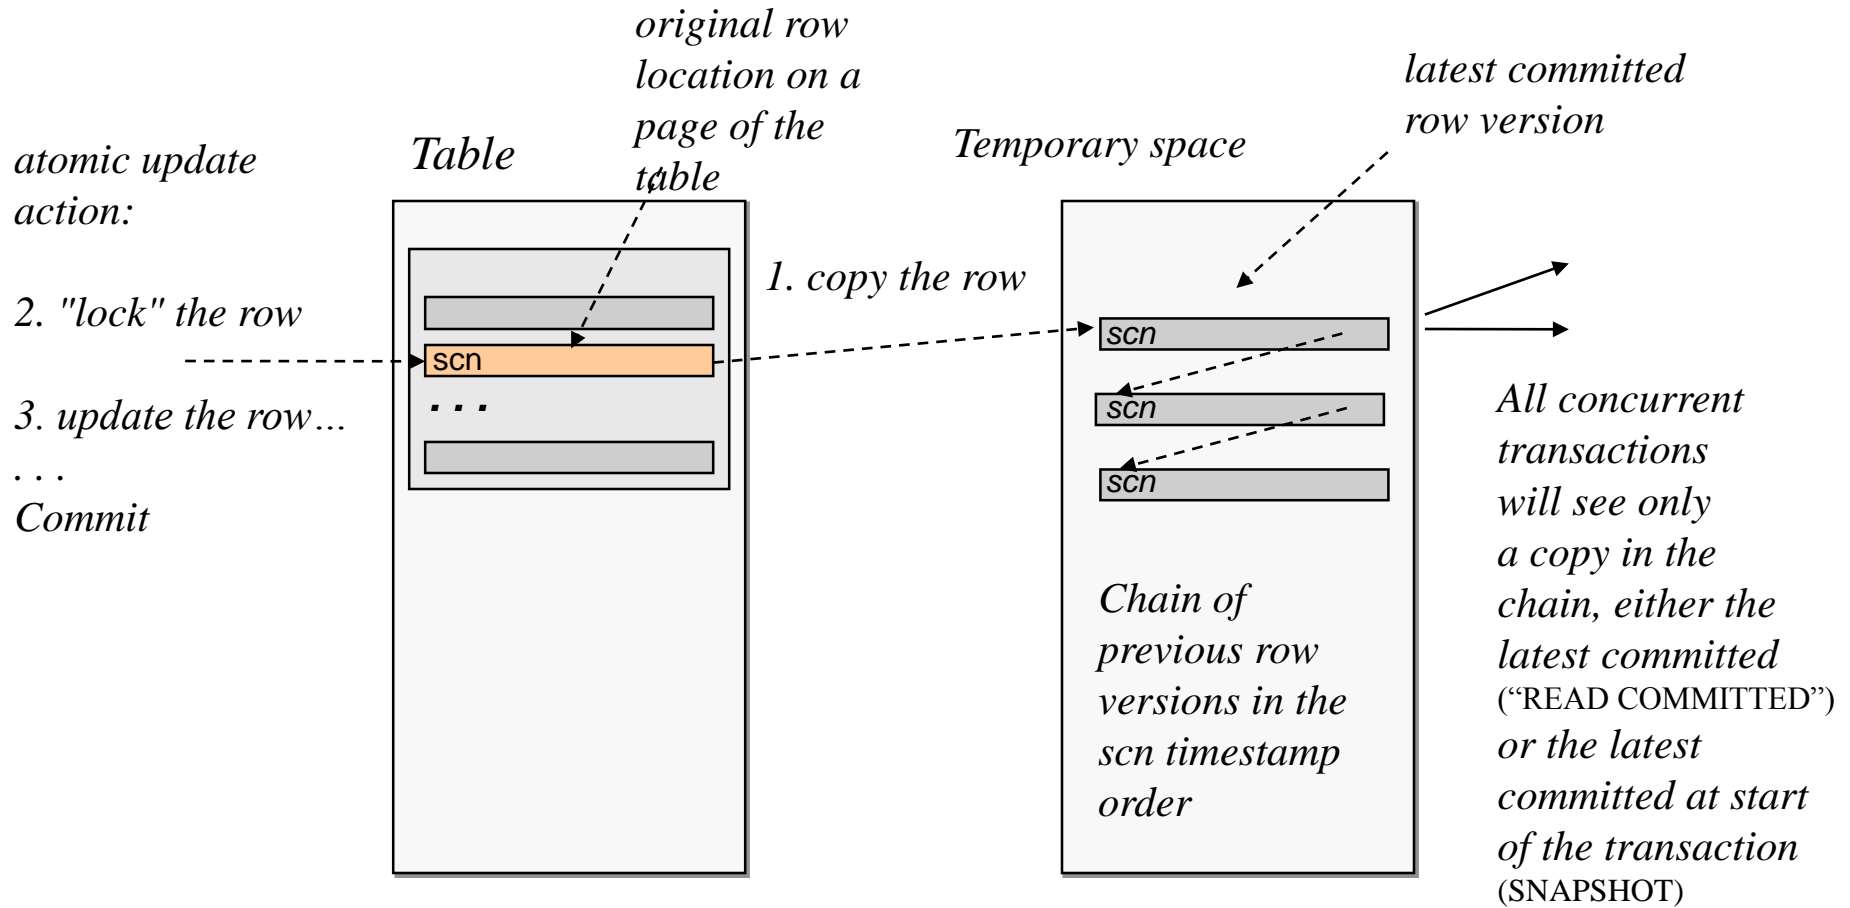 original row
location on a
page of the
table
latest committed
row version
Table
Temporary space
atomic update
action:
2. "lock" the row
3. update the row…
. . .
Commit
scn
. . .
1. copy the row
scn
scn
scn
Chain of
previous row
versions in the
scn timestamp
order
All concurrent
transactions
will see only
a copy in the
chain, either the
latest committed
(“READ COMMITTED”)
or the latest
committed at start
of the transaction
(SNAPSHOT)